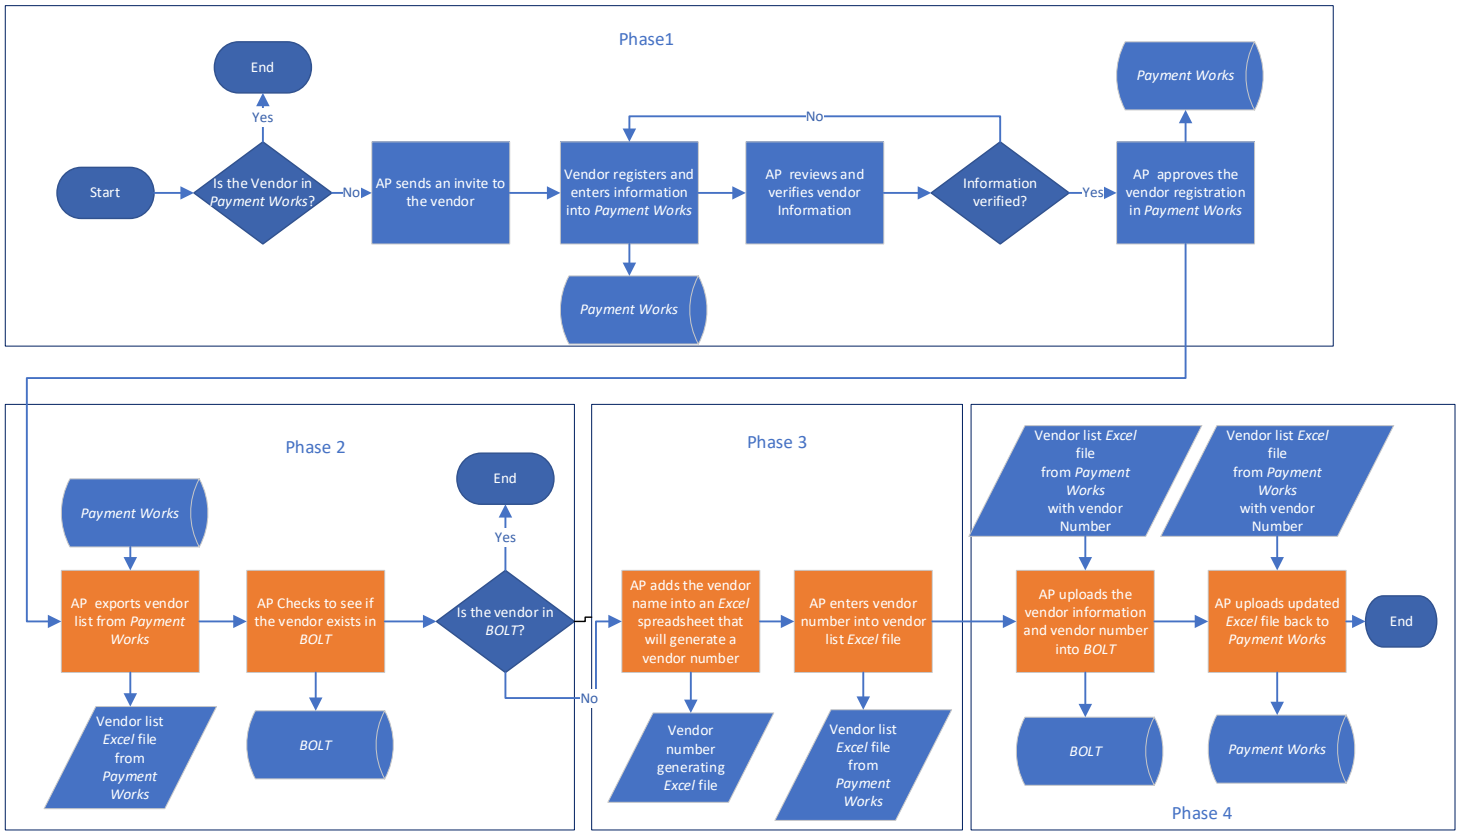 Phase1
End
Payment Works
Yes
No
Start
Is the Vendor in
Payment Works?
No
AP sends an invite to
the vendor
Vendor registers and
enters information
into Payment Works
AP reviews and
verifies vendor
Information
Information
verified?
Yes
AP approves the
vendor registration
in Payment Works
Payment Works
Phase 2
End
Payment Works
Yes
AP exports vendor
list from Payment
Works
AP Checks to see if
the vendor exists in
BOLT
Is the vendor in
BOLT?
No
Vendor list
Excel file
from
Payment
Works
BOLT
Phase 3
AP adds the vendor
name into an Excel
spreadsheet that
will generate a
vendor number
AP enters vendor
number into vendor
list Excel file
Vendor
number
generating
Excel file
Vendor list
Excel file
from
Payment
Works
Vendor list Excel
file
from Payment
Works
with vendor
Number
Vendor list Excel
file
from Payment
Works
with vendor
Number
AP uploads the
vendor information
and vendor number
into BOLT
AP uploads updated
Excel file back to
Payment Works
End
BOLT
Payment Works
Phase 4